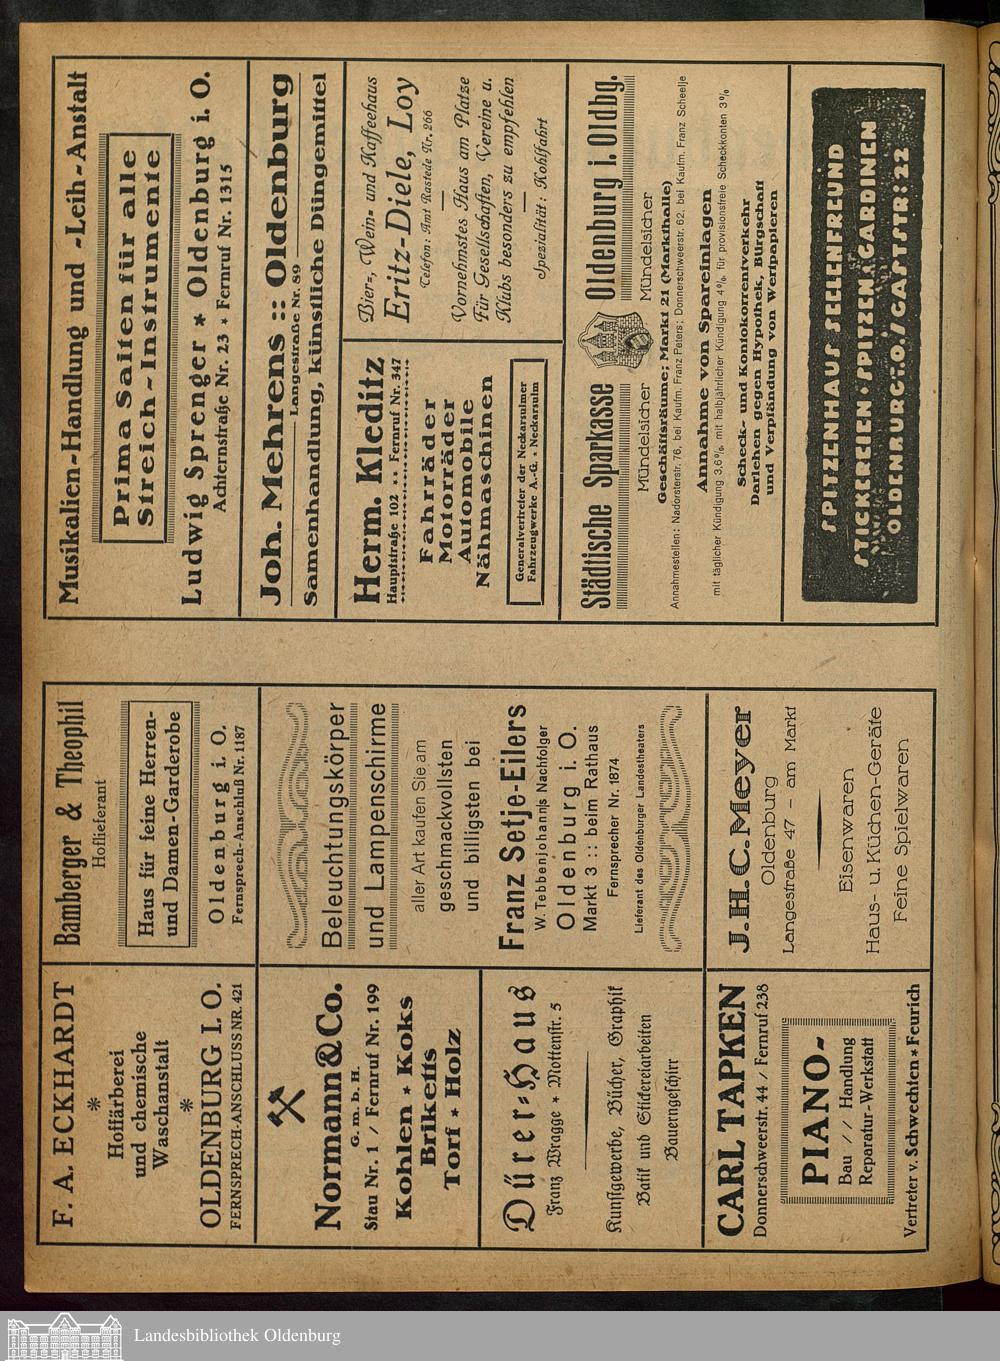 F. A. ECKHARDT
*
Hoffärberei
und chemische
Waschanstalt
*
OLDENBURG I. O.
FERNSPRECH-ANSCHLUSS NR. 421
Bamberger & Theophil
Hoflieferant
Haus für feine Herren-
und Damen-Garderobe
Oldenburg i. O.
Fernsprech-Anschluß Nr. 1187
Normann & Co.
G. m. b. H.
Stau Nr. 1 / Fernruf Nr. 199
Kohlen * Koks
Briketts
Torf * Holz
Dürer-Haus
Franz Wragge * Mottenstr. 5
Kunstgewerbe, Bücher, Graphik
Batik und Stickereiarbeiten
Bauerngeschirr
Beleuchtungskörper
und Lampenschirme
aller Art kaufen Sie am
geschmackvollsten
und billigsten bei
Franz Setje-Eilers
W. Tebbenjohann|s Nachfolger
Oldenburg i. O.
Markt 3 :: beim Rathaus
Fernsprecher Nr. 1874
Lieferant des Oldenburger Landestheaters
CARL TAPKEN
Donnerschweerstr. 44 / Fernruf 238
PIANO-
Bau // Handlung
Reparatur-Werkstatt
Vertreter v. Schwechten * Feurich
J. H. C. Meyer
Oldenburg
Langestraße 47 – am Markt
Eisenwaren
Haus- u. Küchen-Geräte
Feine Spielwaren
Musikalien-Handlung und -Leih-Anstalt
Prima Saiten für alle
Streich-Instrumente
Ludwig Sprenger * Oldenburg i. O.
Achternstraße Nr. 23 * Fernruf Nr. 1315
Joh. Mehrens :: Oldenburg
Langestraße Nr. 89
Samenhandlung, künstliche Düngemittel
Herm. Kleditz
Hauptstraße 102 :: Fernruf Nr. 347
Fahrräder
Motorräder
Automobile
Nähmaschinen
Generalvertreter der Neckarsulmer
Fahrzeugwerke A.-G. * Neckarsulm
Bier-, Wein- und Kaffeehaus
Eritz-Diele, Loy
Telefon: Amt Rastede Nr. 266
Vornehmstes Haus am Platze
Für Gesellschaften, Vereine u.
Klubs besonders zu empfehlen
Spezialität: Kohlfahrt
Städtische Sparkasse Oldenburg i. Oldbg.
Mündelsicher Mündelsicher
Geschäftsräume; Markt 21 (Markthalle)
Annahmestellen: Nadorsterstr. 76, bei Kaufm. Franz Peters; Donnerschweerstr. 62, bei Kaufm. Franz Scheelje
Annahme von Spareinlagen
mit täglicher Kündigung 3,6%, mit halbjährlicher Kündigung 4%, für provisionsfreie Scheckkonten 3%
Scheck- und Kontokorrentverkehr
Darlehen gegen Hypothek, Bürgschaft
und Verpfändung von Wertpapieren
SPITZENHAUS SEELENFREUND
STICKEREIEN · SPITZEN · GARDINEN
OLDENBURG I. O. / GASTSTR: 22
Landesbibliothek Oldenburg